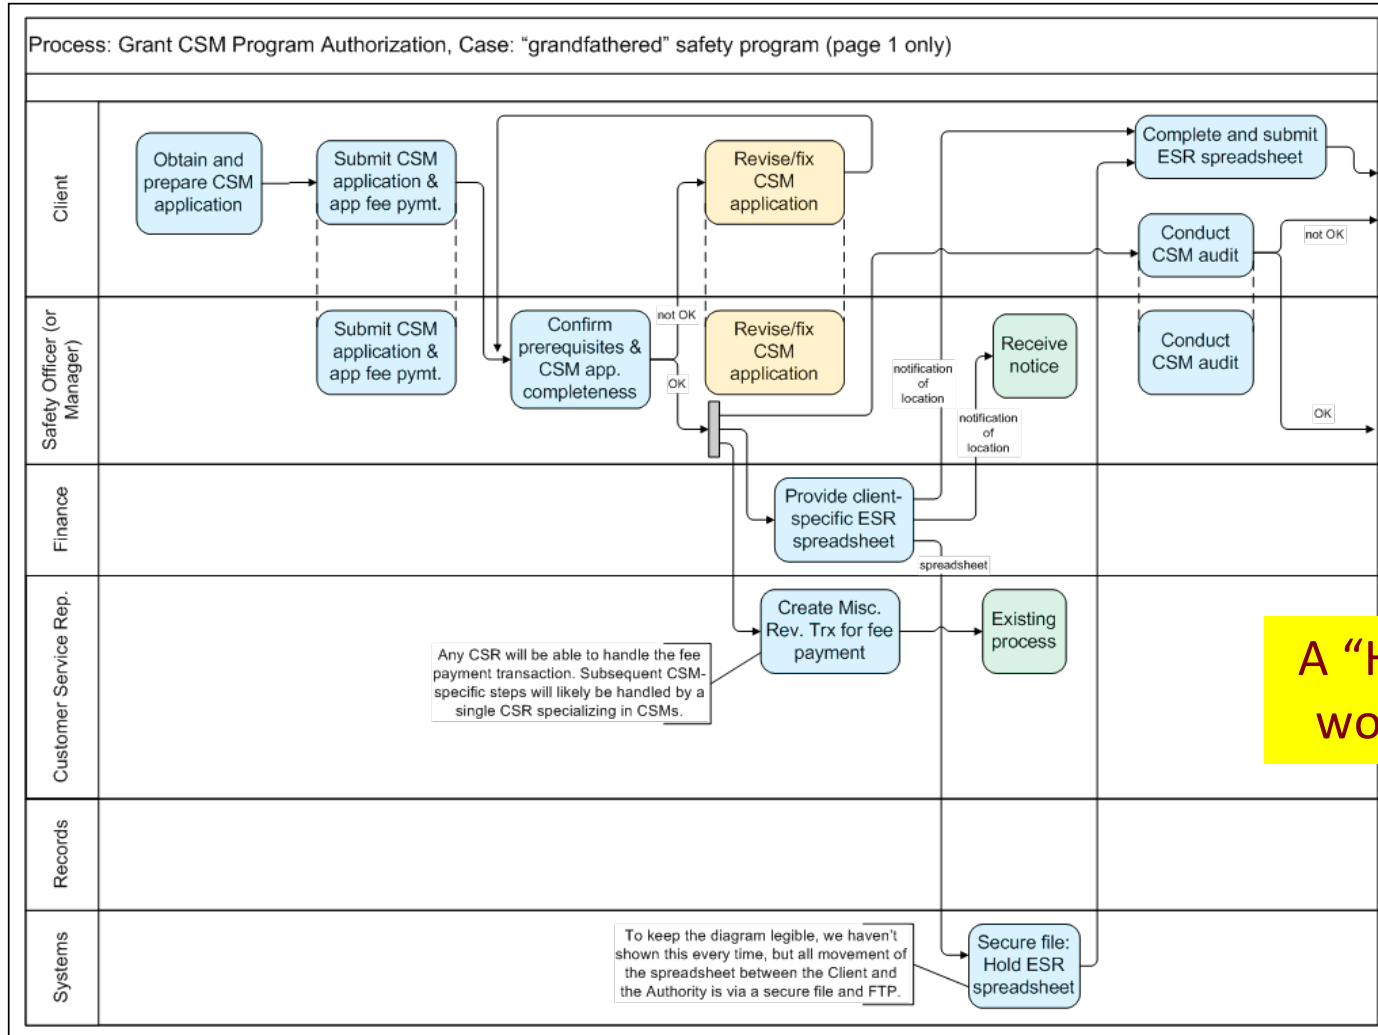 Process: Grant CSM Program Authorization, Case: “grandfathered” safety program (page 1 only)
Client
Obtain and
prepare CSM
application
Submit CSM
application &
app fee pymt.
Revise/fix
CSM
application
Complete and submit
ESR spreadsheet
Conduct
CSM audit
not OK
Safety Officer (or
Manager)
Submit CSM
application &
app fee pymt.
Confirm
prerequisites &
CSM app.
completeness
not OK
OK
Revise/fix
CSM
application
notification
of
location
Receive
notice
notification
of
location
Conduct
CSM audit
OK
Finance
Provide client-
specific ESR
spreadsheet
spreadsheet
Customer Service Rep.
Any CSR will be able to handle the fee
payment transaction. Subsequent CSM-
specific steps will likely be handled by a
single CSR specializing in CSMs.
Create Misc.
Rev. Trx for fee
payment
Existing
process
A “H
wo
Records
Systems
To keep the diagram legible, we haven’t
shown this every time, but all movement of
the spreadsheet between the Client and
the Authority is via a secure file and FTP.
Secure file:
Hold ESR
spreadsheet